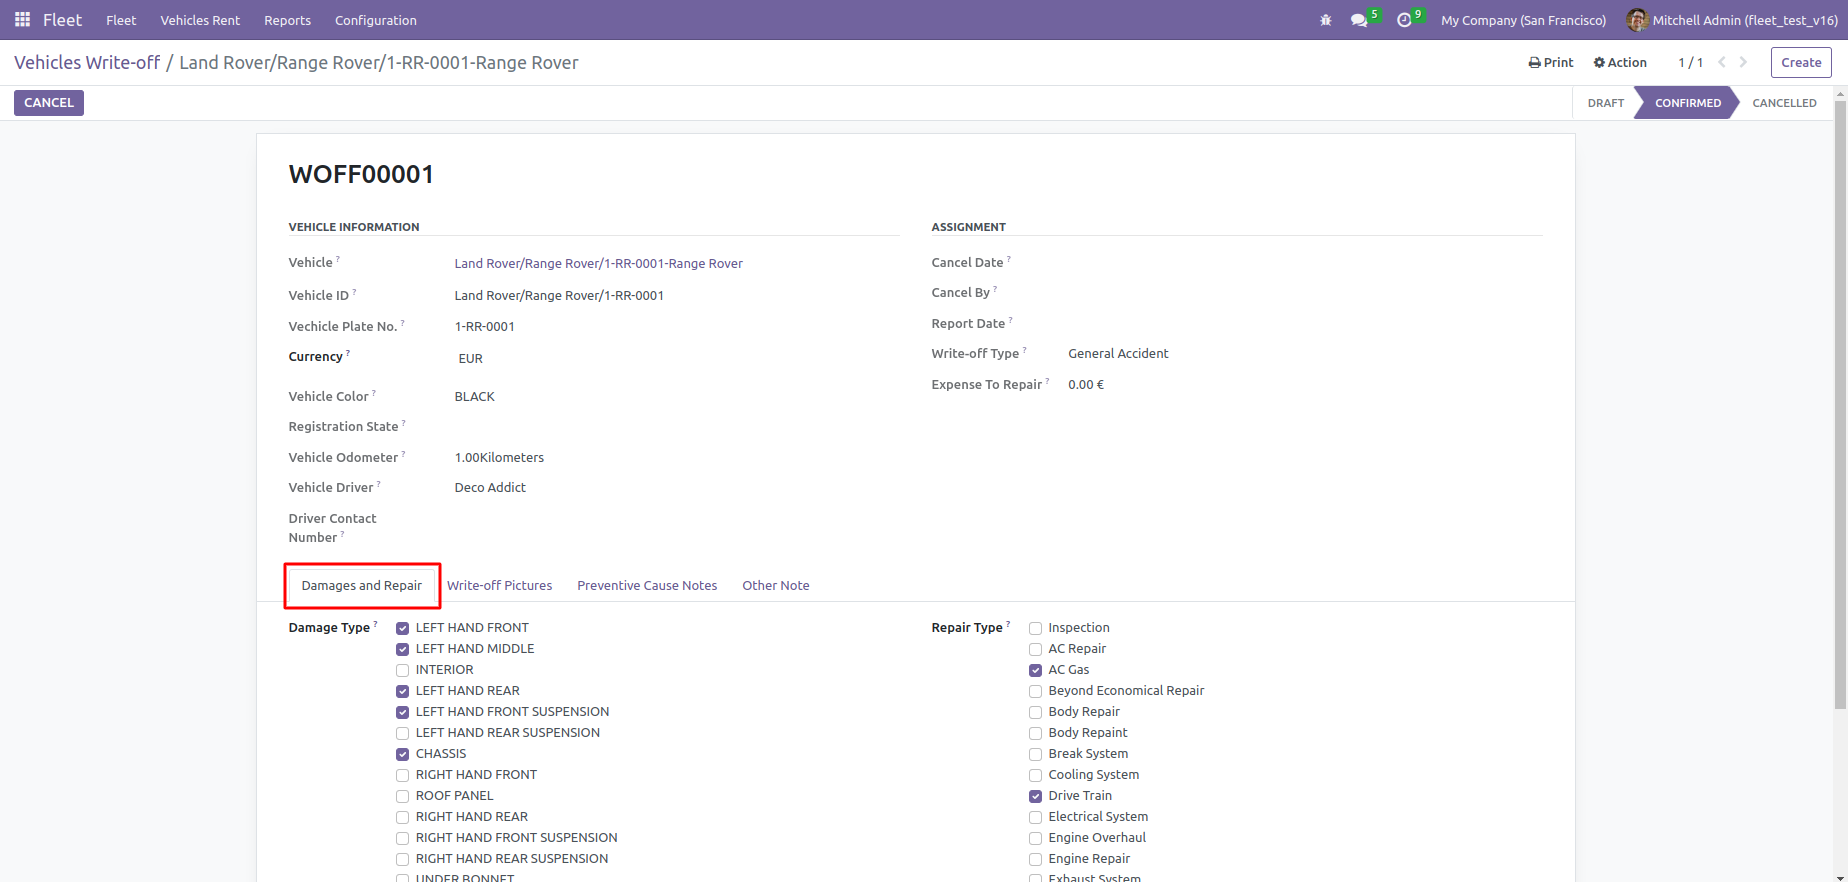 Fleet Fleet Vehicles Rent Reports Configuration 5 9 My Company (San Francisco) Mitchell Admin (fleet_test_v16)
Vehicles Write-off / Land Rover/Range Rover/1-RR-0001-Range Rover Print Action 1 / 1 Create
CANCEL DRAFT CONFIRMED CANCELLED
WOFF00001
VEHICLE INFORMATION
Vehicle ? Land Rover/Range Rover/1-RR-0001-Range Rover
Vehicle ID ? Land Rover/Range Rover/1-RR-0001
Vechicle Plate No. ? 1-RR-0001
Currency ? EUR
Vehicle Color ? BLACK
Registration State ?
Vehicle Odometer ? 1.00Kilometers
Vehicle Driver ? Deco Addict
Driver Contact
Number ?
ASSIGNMENT
Cancel Date ?
Cancel By ?
Report Date ?
Write-off Type ? General Accident
Expense To Repair ? 0.00 €
Damages and Repair Write-off Pictures Preventive Cause Notes Other Note
Damage Type ? LEFT HAND FRONT
LEFT HAND MIDDLE
INTERIOR
LEFT HAND REAR
LEFT HAND FRONT SUSPENSION
LEFT HAND REAR SUSPENSION
CHASSIS
RIGHT HAND FRONT
ROOF PANEL
RIGHT HAND REAR
RIGHT HAND FRONT SUSPENSION
RIGHT HAND REAR SUSPENSION
UNDER BONNET
Repair Type ? Inspection
AC Repair
AC Gas
Beyond Economical Repair
Body Repair
Body Repaint
Break System
Cooling System
Drive Train
Electrical System
Engine Overhaul
Engine Repair
Exhaust System